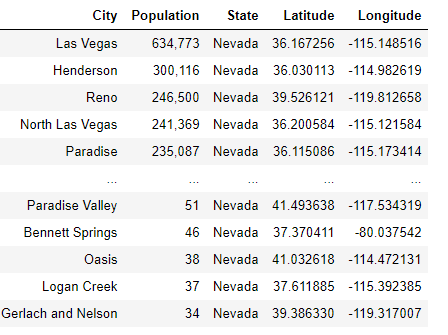 City Population State Latitude Longitude
Las Vegas 634,773 Nevada 36.167256 -115.148516
Henderson 300,116 Nevada 36.030113 -114.982619
Reno 246,500 Nevada 39.526121 -119.812658
North Las Vegas 241,369 Nevada 36.200584 -115.121584
Paradise 235,087 Nevada 36.115086 -115.173414
... ... ... ... ...
Paradise Valley 51 Nevada 41.493638 -117.534319
Bennett Springs 46 Nevada 37.370411 -80.037542
Oasis 38 Nevada 41.032618 -114.472131
Logan Creek 37 Nevada 37.611885 -115.392385
Gerlach and Nelson 34 Nevada 39.386330 -119.317007